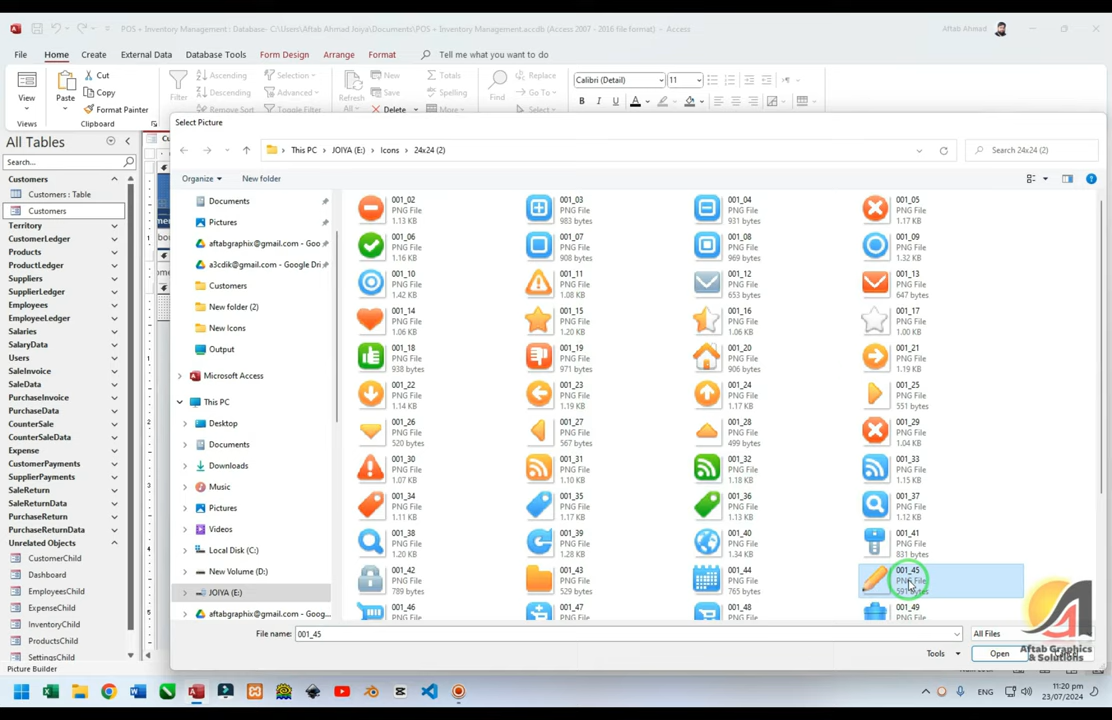 POS + Inventory Management : Database- C:\Users\Aftab Ahmad Joiya\Documents\POS + Inventory Management.accdb (Access 2007 - 2016 file format) - Access
Aftab Ahmad
File Home Create External Data Database Tools Form Design Arrange Format Tell me what you want to do
View
Views
Paste
Cut
Copy
Format Painter
Clipboard
Filter
Ascending
Descending
Selection
Advanced
Refresh
New
Save
Delete
Totals
Spelling
Find
Replace
Go To
Calibri (Detail) 11
B I U
All Tables
Search...
Customers
Customers : Table
Customers
Territory
CustomerLedger
Products
ProductLedger
Suppliers
SupplierLedger
Employees
EmployeeLedger
Salaries
SalaryData
Users
SaleInvoice
SaleData
PurchaseInvoice
PurchaseData
CounterSale
CounterSaleData
Expense
CustomerPayments
SupplierPayments
SaleReturn
SaleReturnData
PurchaseReturn
PurchaseReturnData
Unrelated Objects
CustomerChild
Dashboard
EmployeesChild
ExpenseChild
InventoryChild
ProductsChild
SettingsChild
Picture Builder
Select Picture
This PC JOIYA (E:) Icons 24x24 (2)
Search 24x24 (2)
Organize New folder
Documents
Pictures
aftabgraphix@gmail.com - Goo
a3cdik@gmail.com - Google Dri
Customers
New folder (2)
New Icons
Output
Microsoft Access
This PC
Desktop
Documents
Downloads
Music
Pictures
Videos
Local Disk (C:)
New Volume (D:)
JOIYA (E:)
aftabgraphix@gmail.com - Goog
001_02 PNG File 1.13 KB
001_03 PNG File 983 bytes
001_04 PNG File 931 bytes
001_05 PNG File 1.17 KB
001_06 PNG File 1.16 KB
001_07 PNG File 908 bytes
001_08 PNG File 969 bytes
001_09 PNG File 1.32 KB
001_10 PNG File 1.42 KB
001_11 PNG File 1.08 KB
001_12 PNG File 653 bytes
001_13 PNG File 647 bytes
001_14 PNG File 1.06 KB
001_15 PNG File 1.20 KB
001_16 PNG File 1.06 KB
001_17 PNG File 1.00 KB
001_18 PNG File 938 bytes
001_19 PNG File 971 bytes
001_20 PNG File 906 bytes
001_21 PNG File 1.19 KB
001_22 PNG File 1.14 KB
001_23 PNG File 1.19 KB
001_24 PNG File 1.17 KB
001_25 PNG File 551 bytes
001_26 PNG File 520 bytes
001_27 PNG File 567 bytes
001_28 PNG File 499 bytes
001_29 PNG File 1.04 KB
001_30 PNG File 1.07 KB
001_31 PNG File 1.10 KB
001_32 PNG File 1.18 KB
001_33 PNG File 1.15 KB
001_34 PNG File 1.11 KB
001_35 PNG File 1.17 KB
001_36 PNG File 1.13 KB
001_37 PNG File 1.12 KB
001_38 PNG File 1.20 KB
001_39 PNG File 1.28 KB
001_40 PNG File 1.34 KB
001_41 PNG File 831 bytes
001_42 PNG File 789 bytes
001_43 PNG File 529 bytes
001_44 PNG File 765 bytes
001_45 PNG File 591 bytes
001_46 PNG File
001_47 PNG File
001_48 PNG File
001_49 PNG File
File name: 001_45
All Files
Tools Open
Aftab Graphics
& Solutions
ENG
11:20 pm
23/07/2024